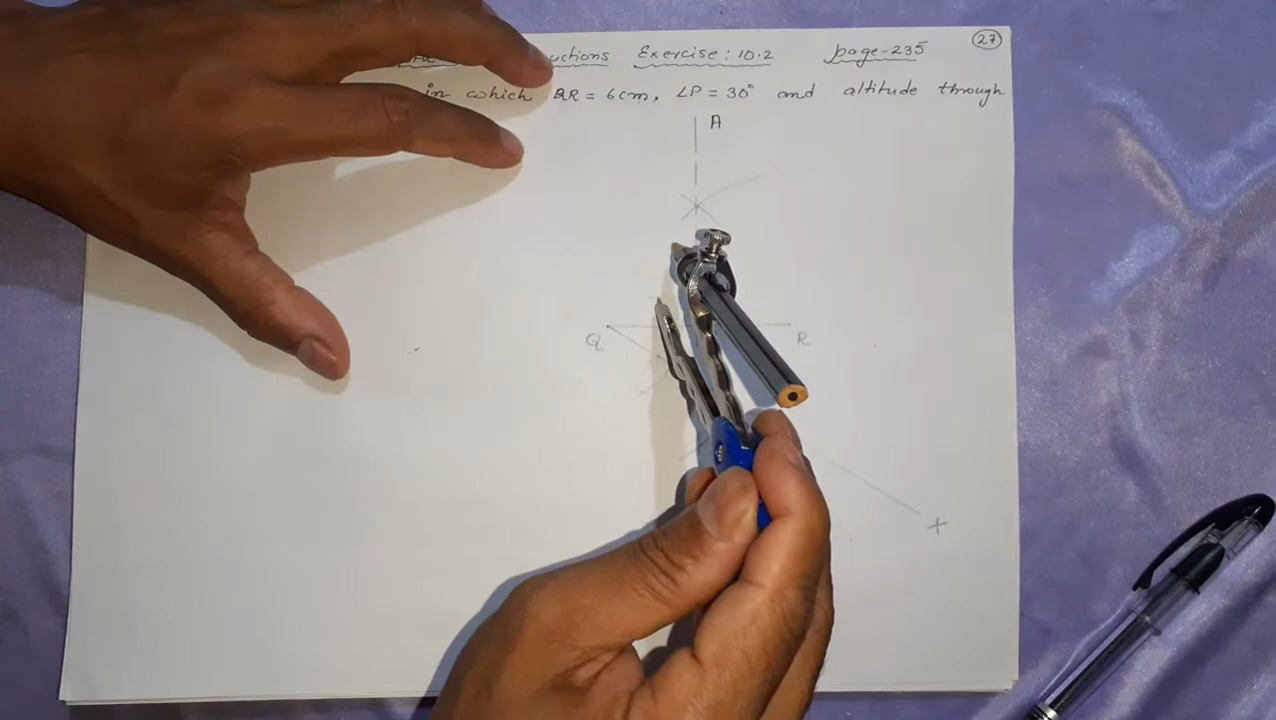 uctions Exercise : 10.2 page-235 27
in which QR = 6cm, ∠P = 30° and altitude through
A
Q R
X